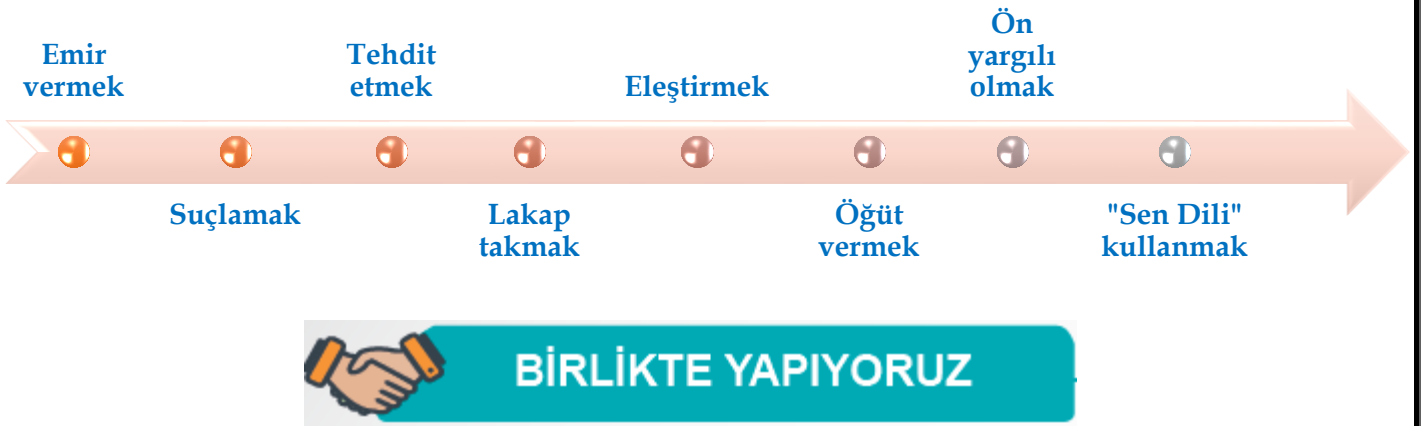 Emir
vermek
Suçlamak
Tehdit
etmek
Lakap
takmak
Eleştirmek
Öğüt
vermek
Ön
yargılı
olmak
"Sen Dili"
kullanmak
BİRLİKTE YAPIYORUZ